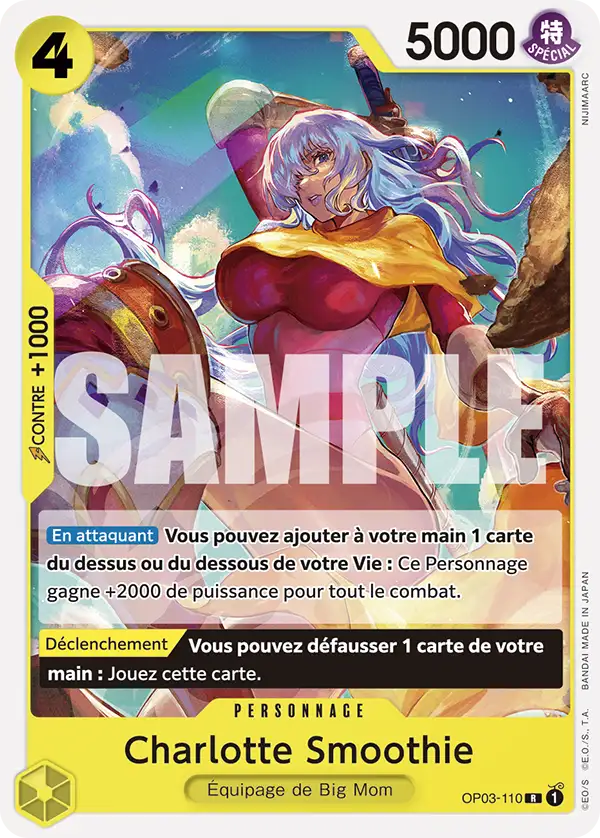 4
5000
特
SPÉCIAL
NIJIMAARC
CONTRE +1000
SAMPLE
En attaquant Vous pouvez ajouter à votre main 1 carte
du dessus ou du dessous de votre Vie : Ce Personnage
gagne +2000 de puissance pour tout le combat.
Déclenchement Vous pouvez défausser 1 carte de votre
main : Jouez cette carte.
PERSONNAGE
Charlotte Smoothie
Équipage de Big Mom
OP03-110 R 1
©EO/S ©E.O./S., T.A. BANDAI MADE IN JAPAN